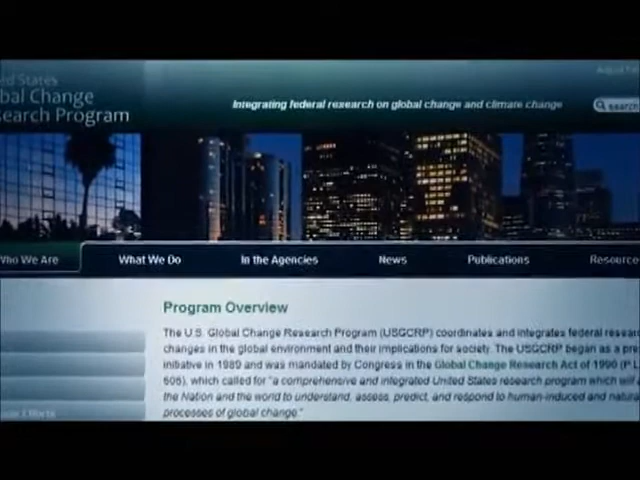 ed States
bal Change
search Program
Integrating federal research on global change and climate change
search
Who We Are
What We Do
In the Agencies
News
Publications
Resource
Program Overview
The U.S. Global Change Research Program (USGCRP) coordinates and integrates federal resea
changes in the global environment and their implications for society. The USGCRP began as a pre
initiative in 1989 and was mandated by Congress in the Global Change Research Act of 1990 (P.L.
606), which called for "a comprehensive and integrated United States research program which will
the Nation and the world to understand, assess, predict, and respond to human-induced and natura
processes of global change."